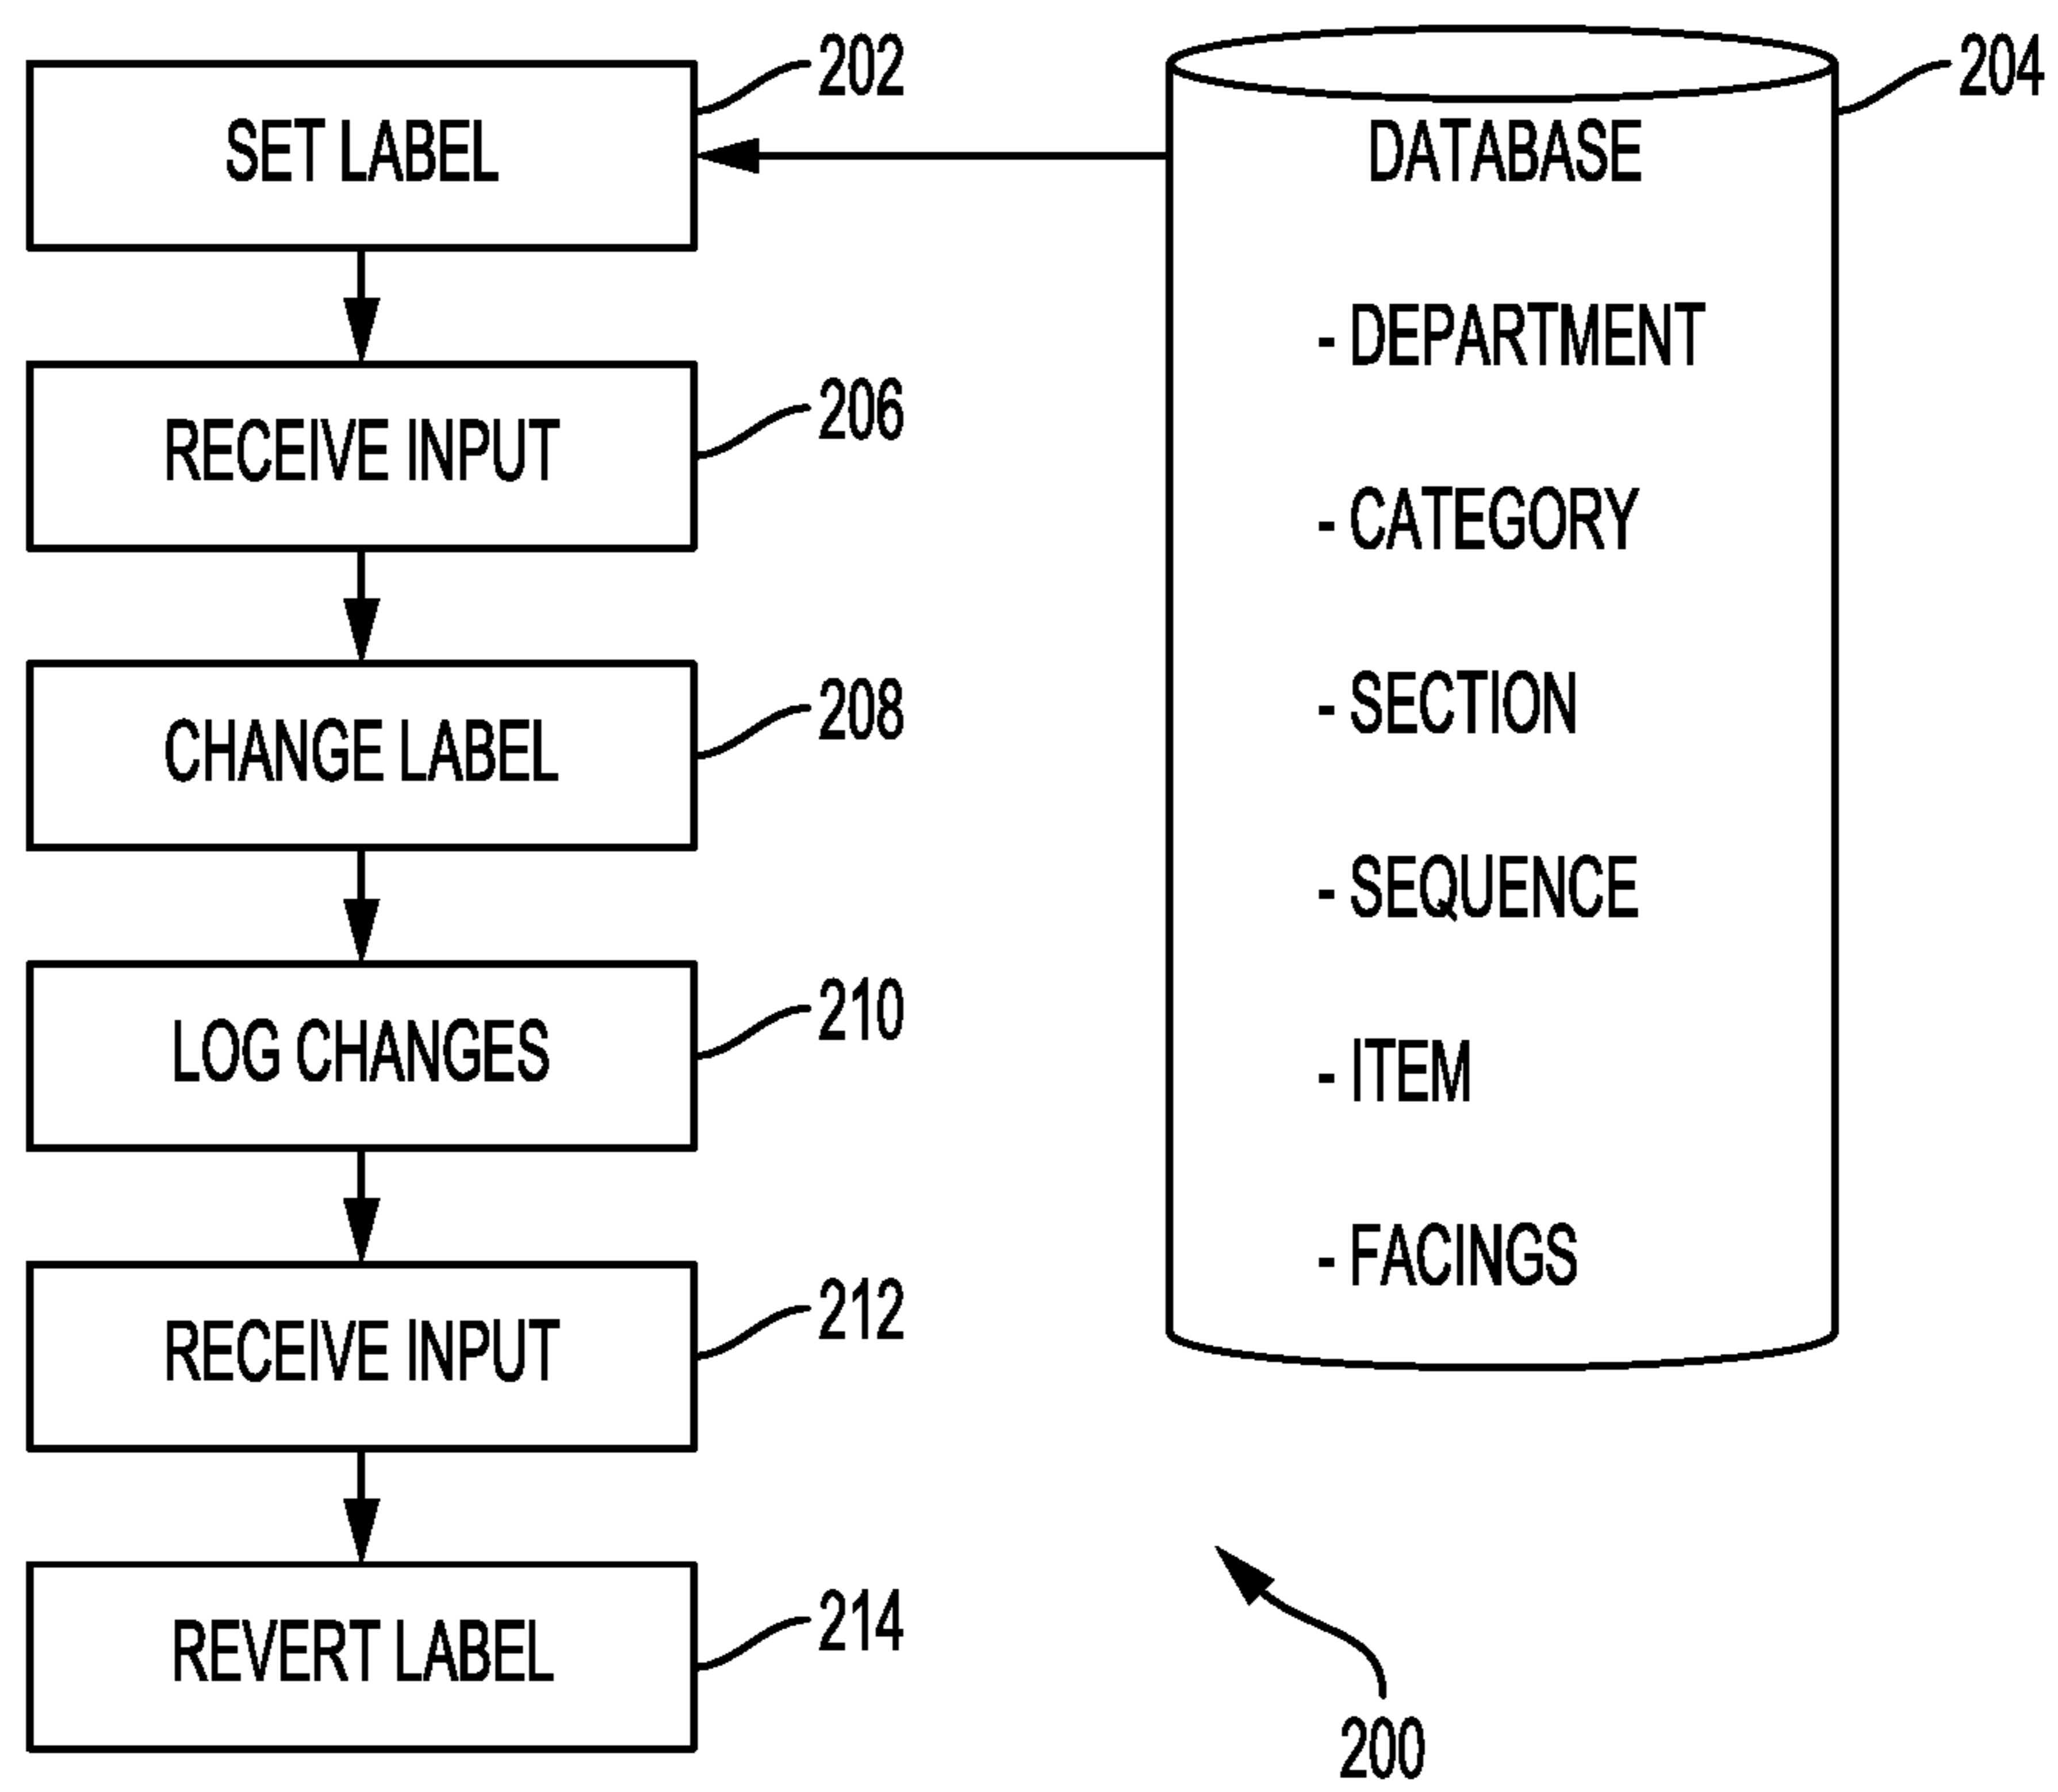 SET LABEL
202
RECEIVE INPUT
206
CHANGE LABEL
208
LOG CHANGES
210
RECEIVE INPUT
212
REVERT LABEL
214
DATABASE
204
- DEPARTMENT
- CATEGORY
- SECTION
- SEQUENCE
- ITEM
- FACINGS
200